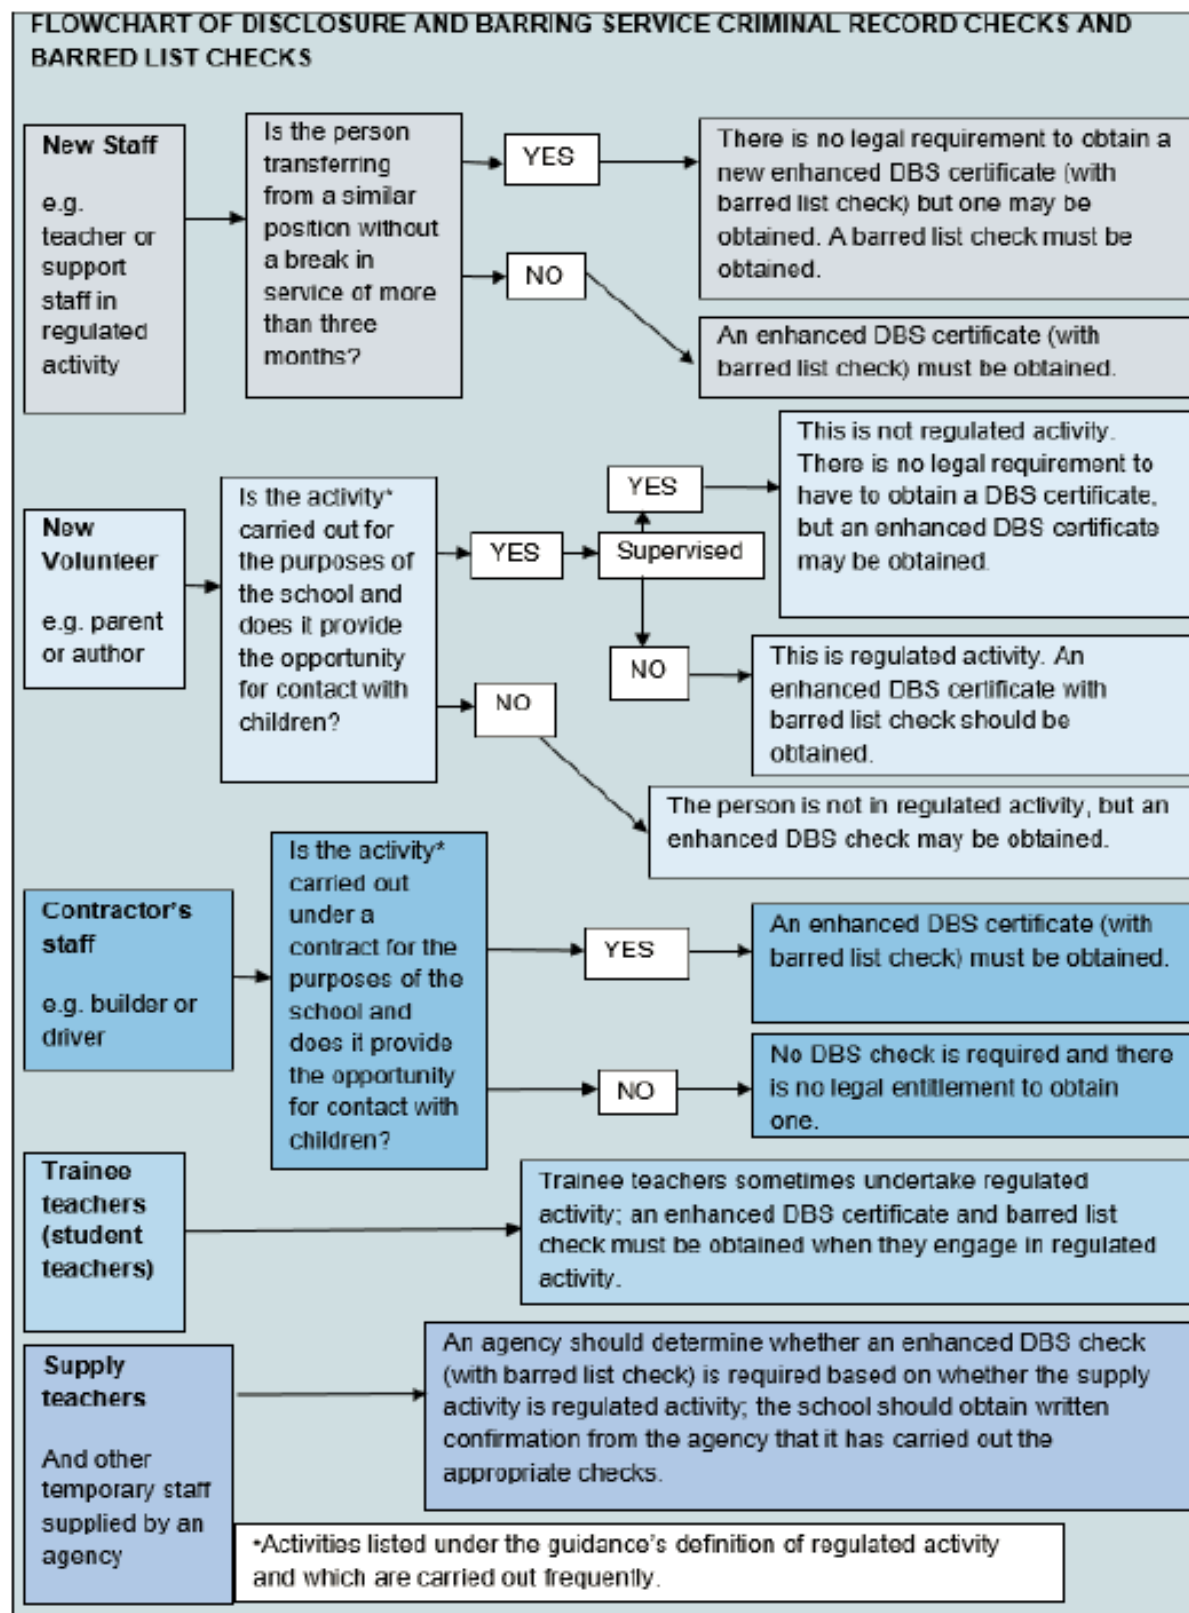 FLOWCHART OF DISCLOSURE AND BARRING SERVICE CRIMINAL RECORD CHECKS AND
BARRED LIST CHECKS
New Staff
e.g.
teacher or
support
staff in
regulated
activity
Is the person
transferring
from a similar
position without
a break in
service of more
than three
months?
YES
There is no legal requirement to obtain a
new enhanced DBS certificate (with
barred list check) but one may be
obtained. A barred list check must be
obtained.
NO
An enhanced DBS certificate (with
barred list check) must be obtained.
New
Volunteer
e.g. parent
or author
Is the activity*
carried out for
the purposes of
the school and
does it provide
the opportunity
for contact with
children?
YES
Supervised
YES
This is not regulated activity.
There is no legal requirement to
have to obtain a DBS certificate,
but an enhanced DBS certificate
may be obtained.
NO
This is regulated activity. An
enhanced DBS certificate with
barred list check should be
obtained.
NO
The person is not in regulated activity, but an
enhanced DBS check may be obtained.
Contractor's
staff
e.g. builder or
driver
Is the activity*
carried out
under a
contract for the
purposes of the
school and
does it provide
the opportunity
for contact with
children?
YES
An enhanced DBS certificate (with
barred list check) must be obtained.
NO
No DBS check is required and there
is no legal entitlement to obtain
one.
Trainee
teachers
(student
teachers)
Trainee teachers sometimes undertake regulated
activity; an enhanced DBS certificate and barred list
check must be obtained when they engage in regulated
activity.
Supply
teachers
And other
temporary staff
supplied by an
agency
An agency should determine whether an enhanced DBS check
(with barred list check) is required based on whether the supply
activity is regulated activity; the school should obtain written
confirmation from the agency that it has carried out the
appropriate checks.
*Activities listed under the guidance's definition of regulated activity
and which are carried out frequently.